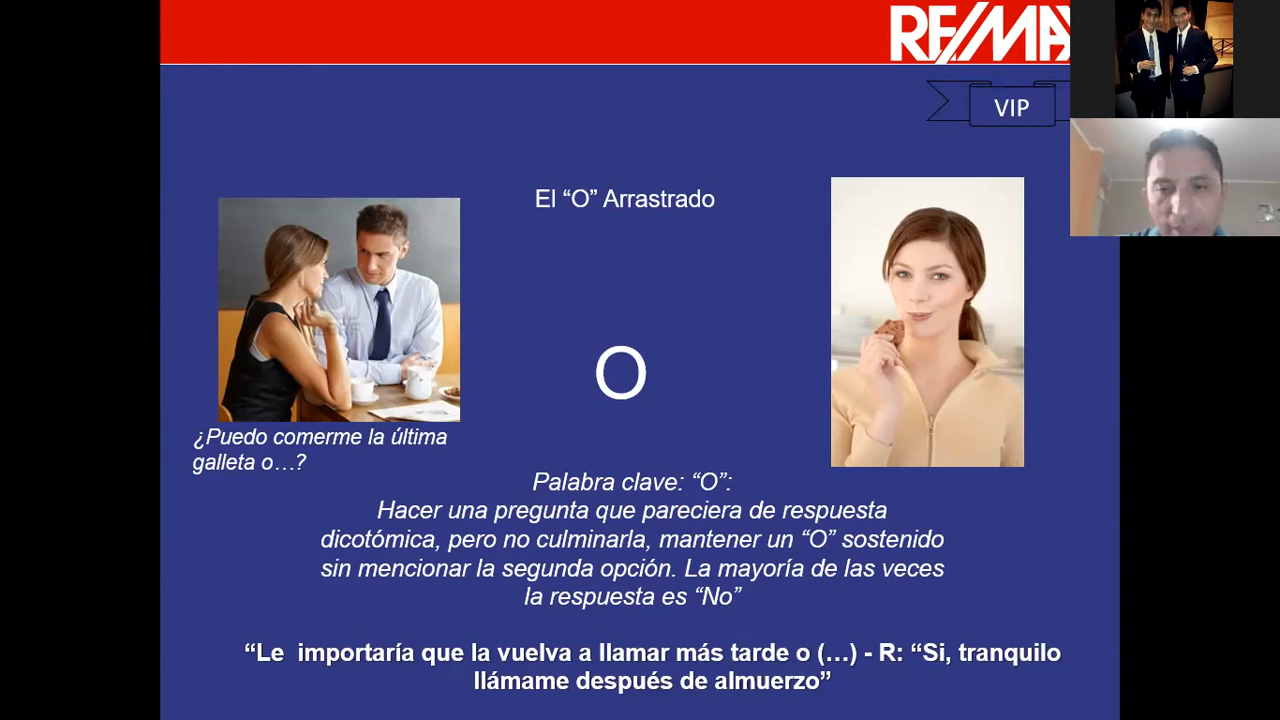 RE/MAX
VIP
El “O” Arrastrado
O
¿Puedo comerme la última
galleta o…?
Palabra clave: “O”:
Hacer una pregunta que pareciera de respuesta
dicotómica, pero no culminarla, mantener un “O” sostenido
sin mencionar la segunda opción. La mayoría de las veces
la respuesta es “No”
“Le importaría que la vuelva a llamar más tarde o (…) - R: “Si, tranquilo
llámame después de almuerzo”